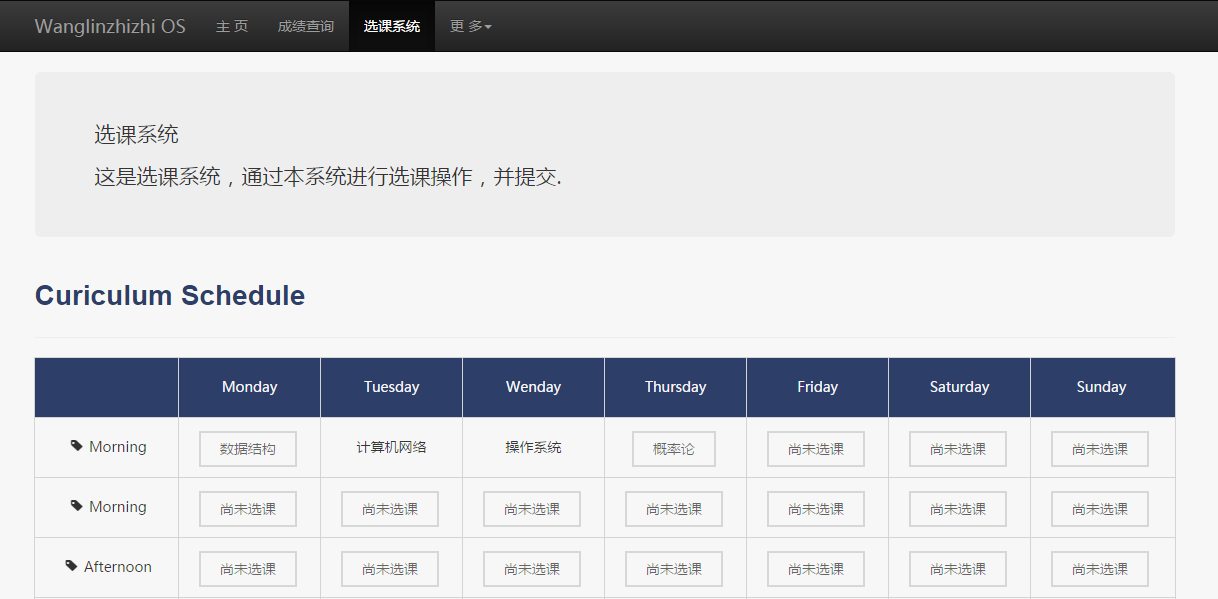 Wanglinzhizhi OS 主 页 成绩查询 选课系统 更 多
选课系统
这是选课系统，通过本系统进行选课操作，并提交.
Curiculum Schedule
Monday Tuesday Wenday Thursday Friday Saturday Sunday
Morning 数据结构 计算机网络 操作系统 概率论 尚未选课 尚未选课 尚未选课
Morning 尚未选课 尚未选课 尚未选课 尚未选课 尚未选课 尚未选课 尚未选课
Afternoon 尚未选课 尚未选课 尚未选课 尚未选课 尚未选课 尚未选课 尚未选课